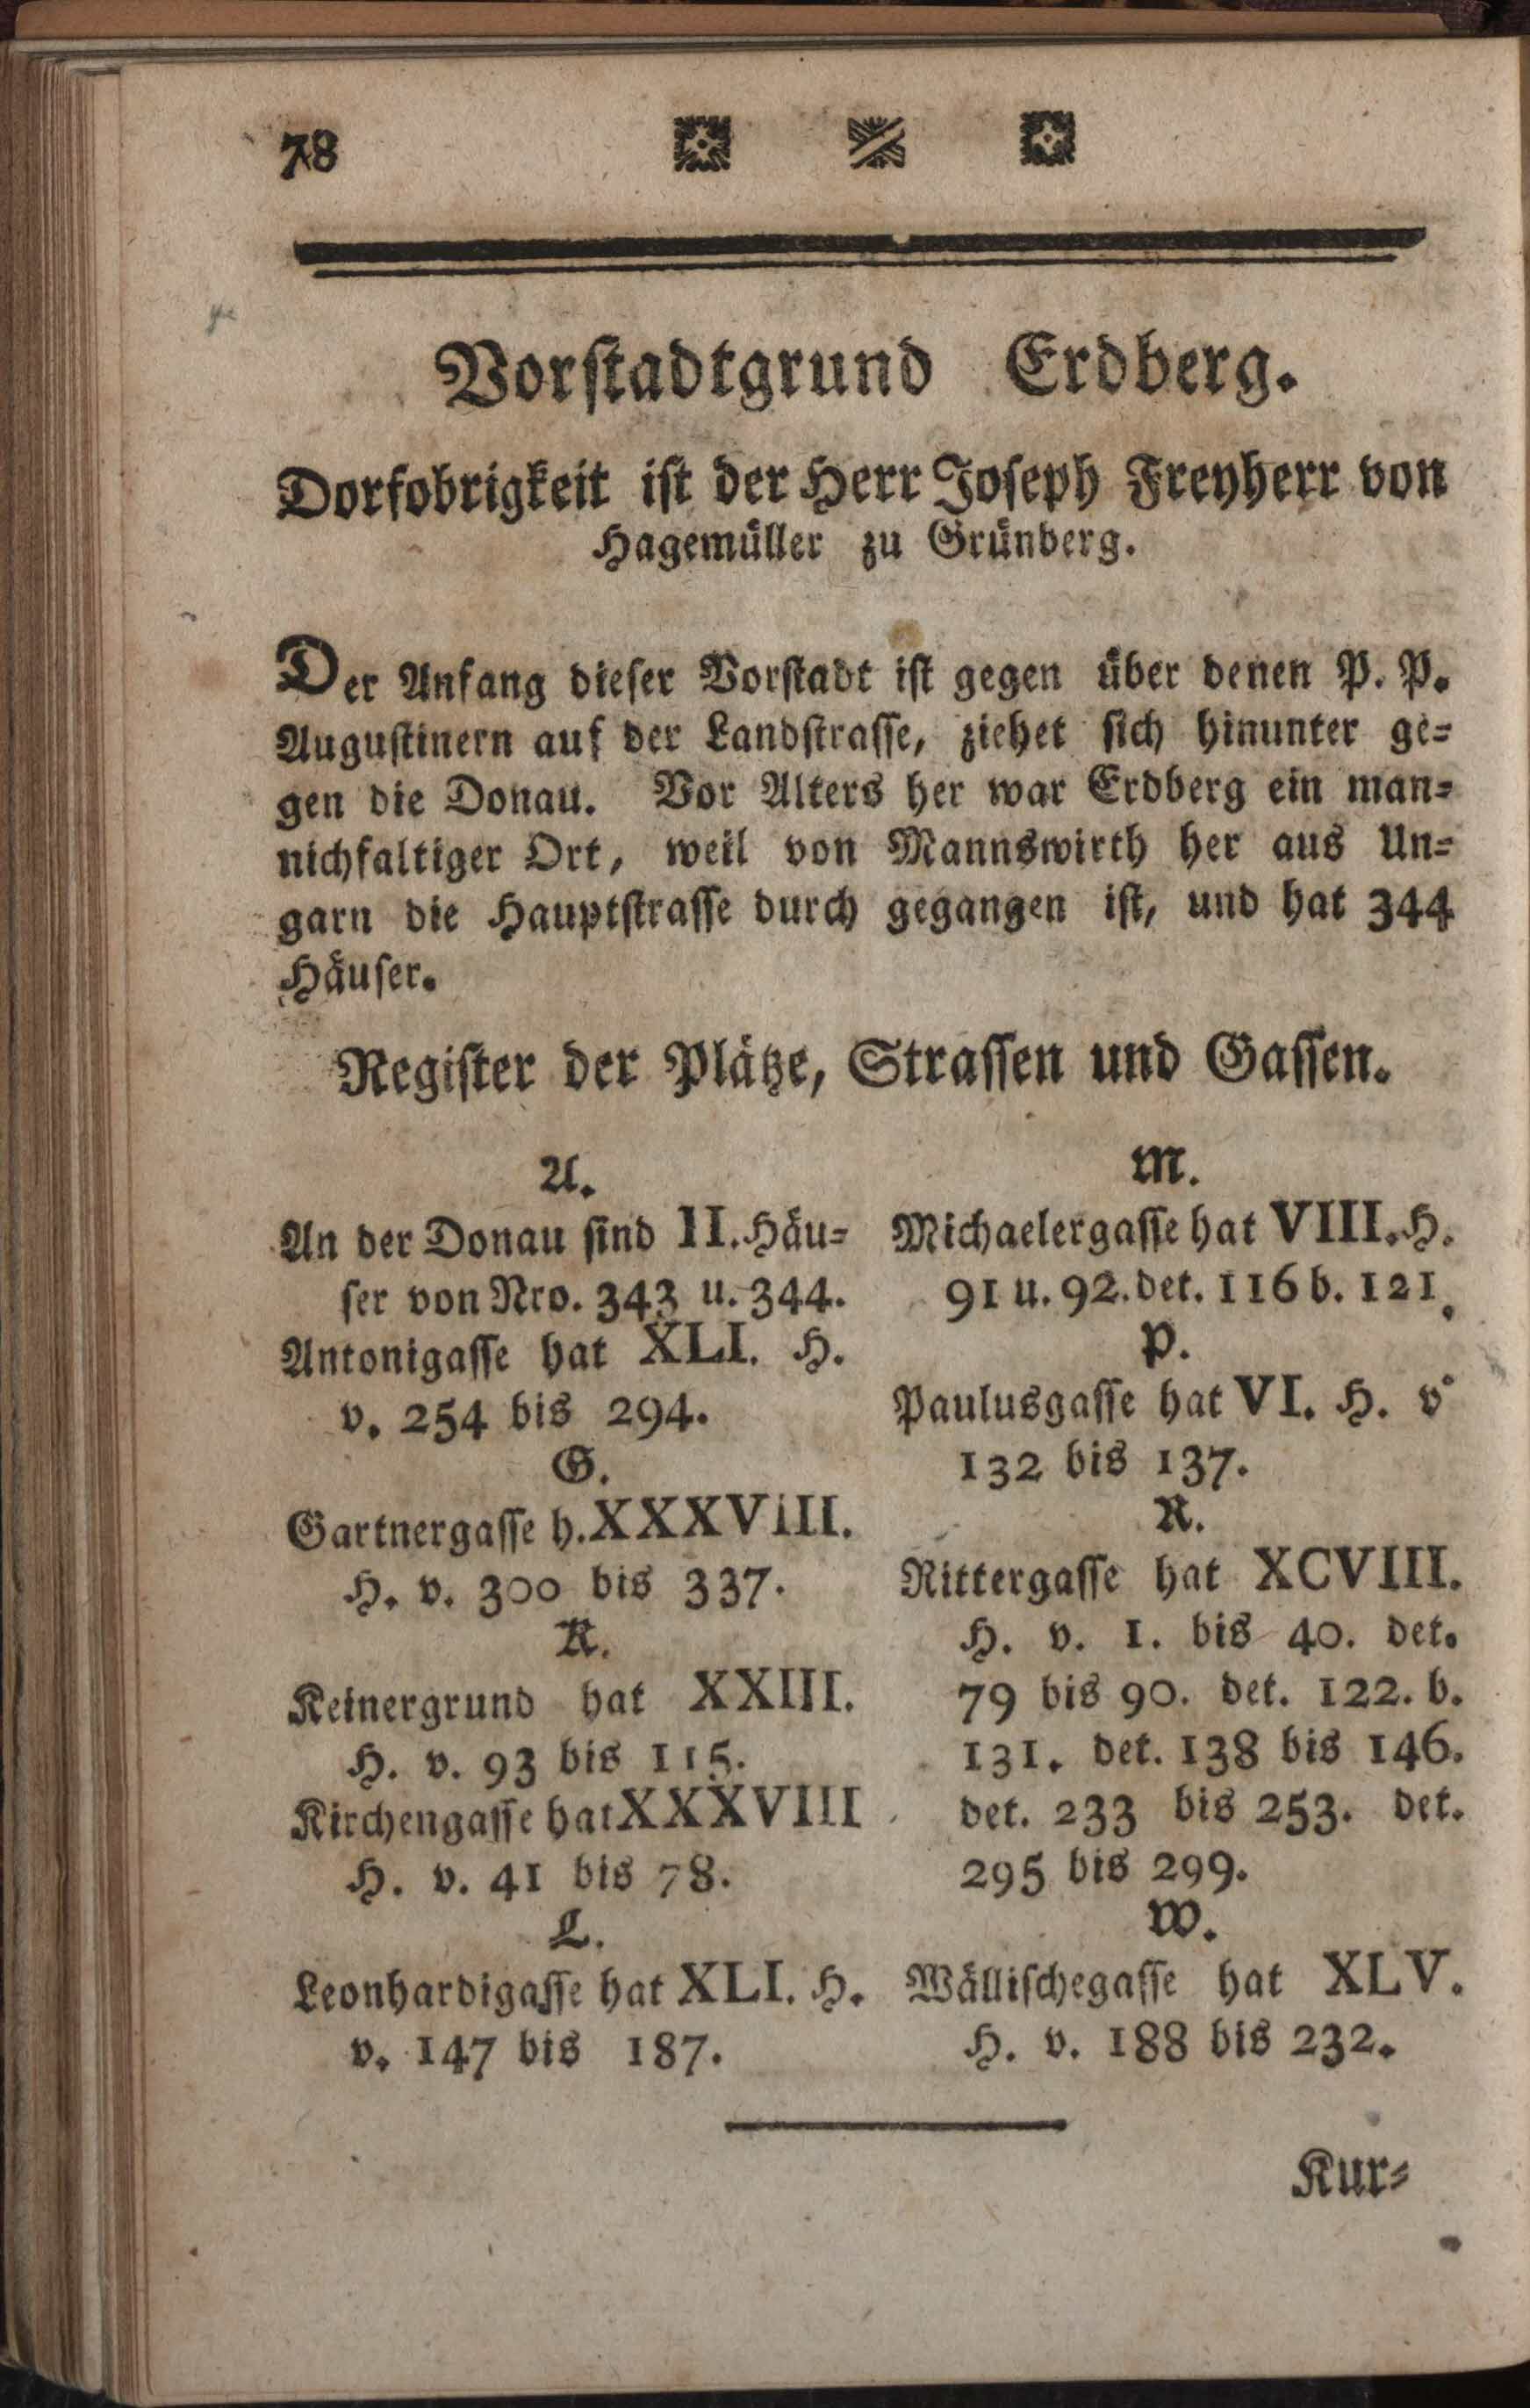 78
Vorstadtgrund Erdberg.
Dorfobrigkeit ist der Herr Joseph Freyherr von
Hagemüller zu Grünberg.
Der Anfang dieser Vorstadt ist gegen über denen P. P.
Augustinern auf der Landstrasse, ziehet sich hinunter ge=
gen die Donau. Vor Alters her war Erdberg ein man=
nichfaltiger Ort, weil von Mannswirth her aus Un=
garn die Hauptstrasse durch gegangen ist, und hat 344
Häuser.
Register der Plätze, Strassen und Gassen.
A.
An der Donau sind II. Häu=
ser von Nro. 343 u. 344.
Antonigasse hat XLI. H.
v. 254 bis 294.
G.
Gartnergasse h. XXXViII.
H. v. 300 bis 337.
K.
Keinergrund hat XXIII.
H. v. 93 bis 115.
Kirchengasse hat XXXVIII
H. v. 41 bis 78.
L.
Leonhardigasse hat XLI. H.
v. 147 bis 187.
M.
Michaelergasse hat VIII. H.
91 u. 92. det. 116 b. 121.
P.
Paulusgasse hat VI. H. v.
132 bis 137.
R.
Rittergasse hat XCVIII.
H. v. 1. bis 40. det.
79 bis 90. det. 122. b.
131. det. 138 bis 146.
det. 233 bis 253. det.
295 bis 299.
W.
Wällischegasse hat XLV.
H. v. 188 bis 232.
Kur=